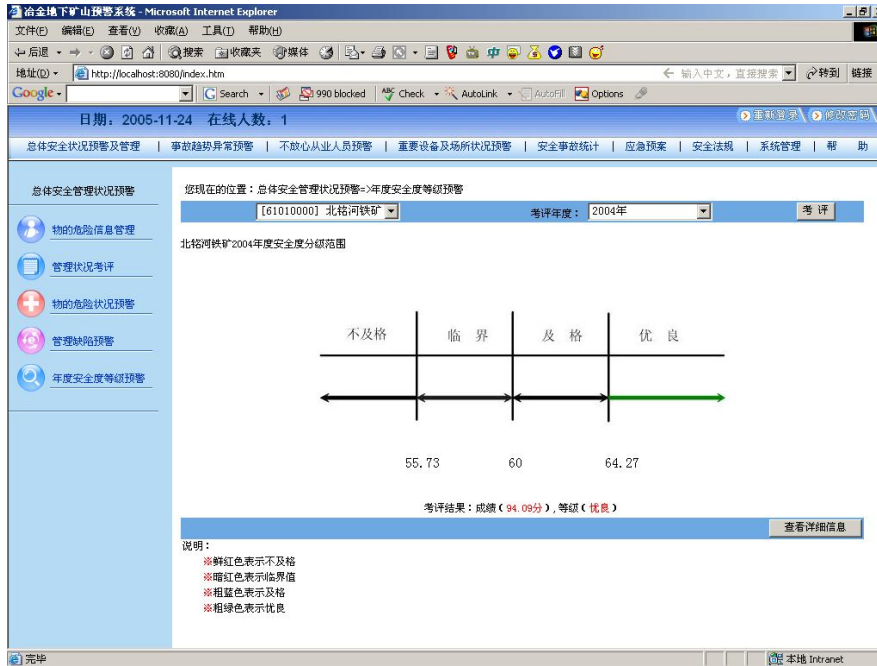 冶金地下矿山预警系统 - Microsoft Internet Explorer
文件(F) 编辑(E) 查看(V) 收藏(A) 工具(T) 帮助(H)
后退 搜索 收藏夹 媒体
地址(D) http://localhost:8080/index.htm 输入中文，直接搜索 转到 链接
Google Search 990 blocked Check AutoLink AutoFill Options
日期：2005-11-24 在线人数：1 重新登录 修改密码
总体安全状况预警及管理 | 事故趋势异常预警 | 不放心从业人员预警 | 重要设备及场所状况预警 | 安全事故统计 | 应急预案 | 安全法规 | 系统管理 | 帮 助
总体安全管理状况预警
物的危险信息管理
管理状况考评
物的危险状况预警
管理缺陷预警
年度安全度等级预警
您现在的位置：总体安全管理状况预警=>年度安全度等级预警
[61010000] 北铭河铁矿 考评年度： 2004年 考 评
北铭河铁矿2004年度安全度分级范围
不及格 临 界 及 格 优 良
55.73 60 64.27
考评结果：成绩(94.09分),等级(优良)
查看详细信息
说明：
※鲜红色表示不及格
※暗红色表示临界值
※粗蓝色表示及格
※粗绿色表示优良
完毕 本地 Intranet